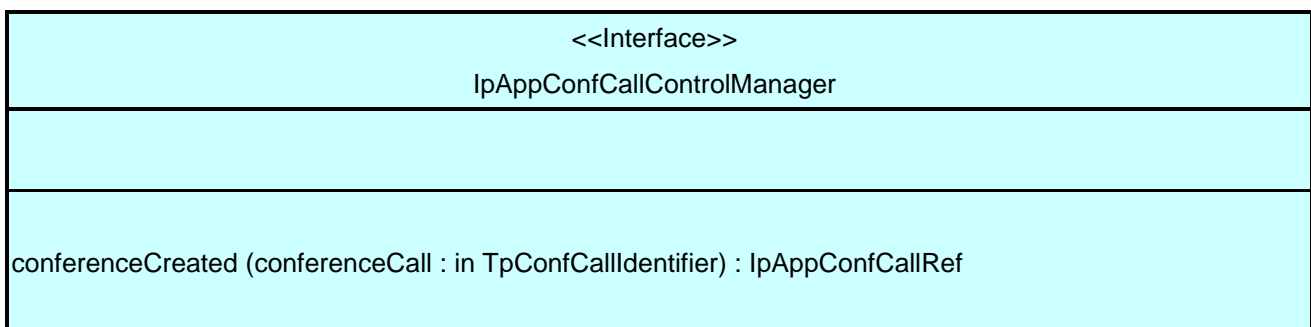 <<Interface>>
IpAppConfCallControlManager
conferenceCreated (conferenceCall : in TpConfCallIdentifier) : IpAppConfCallRef